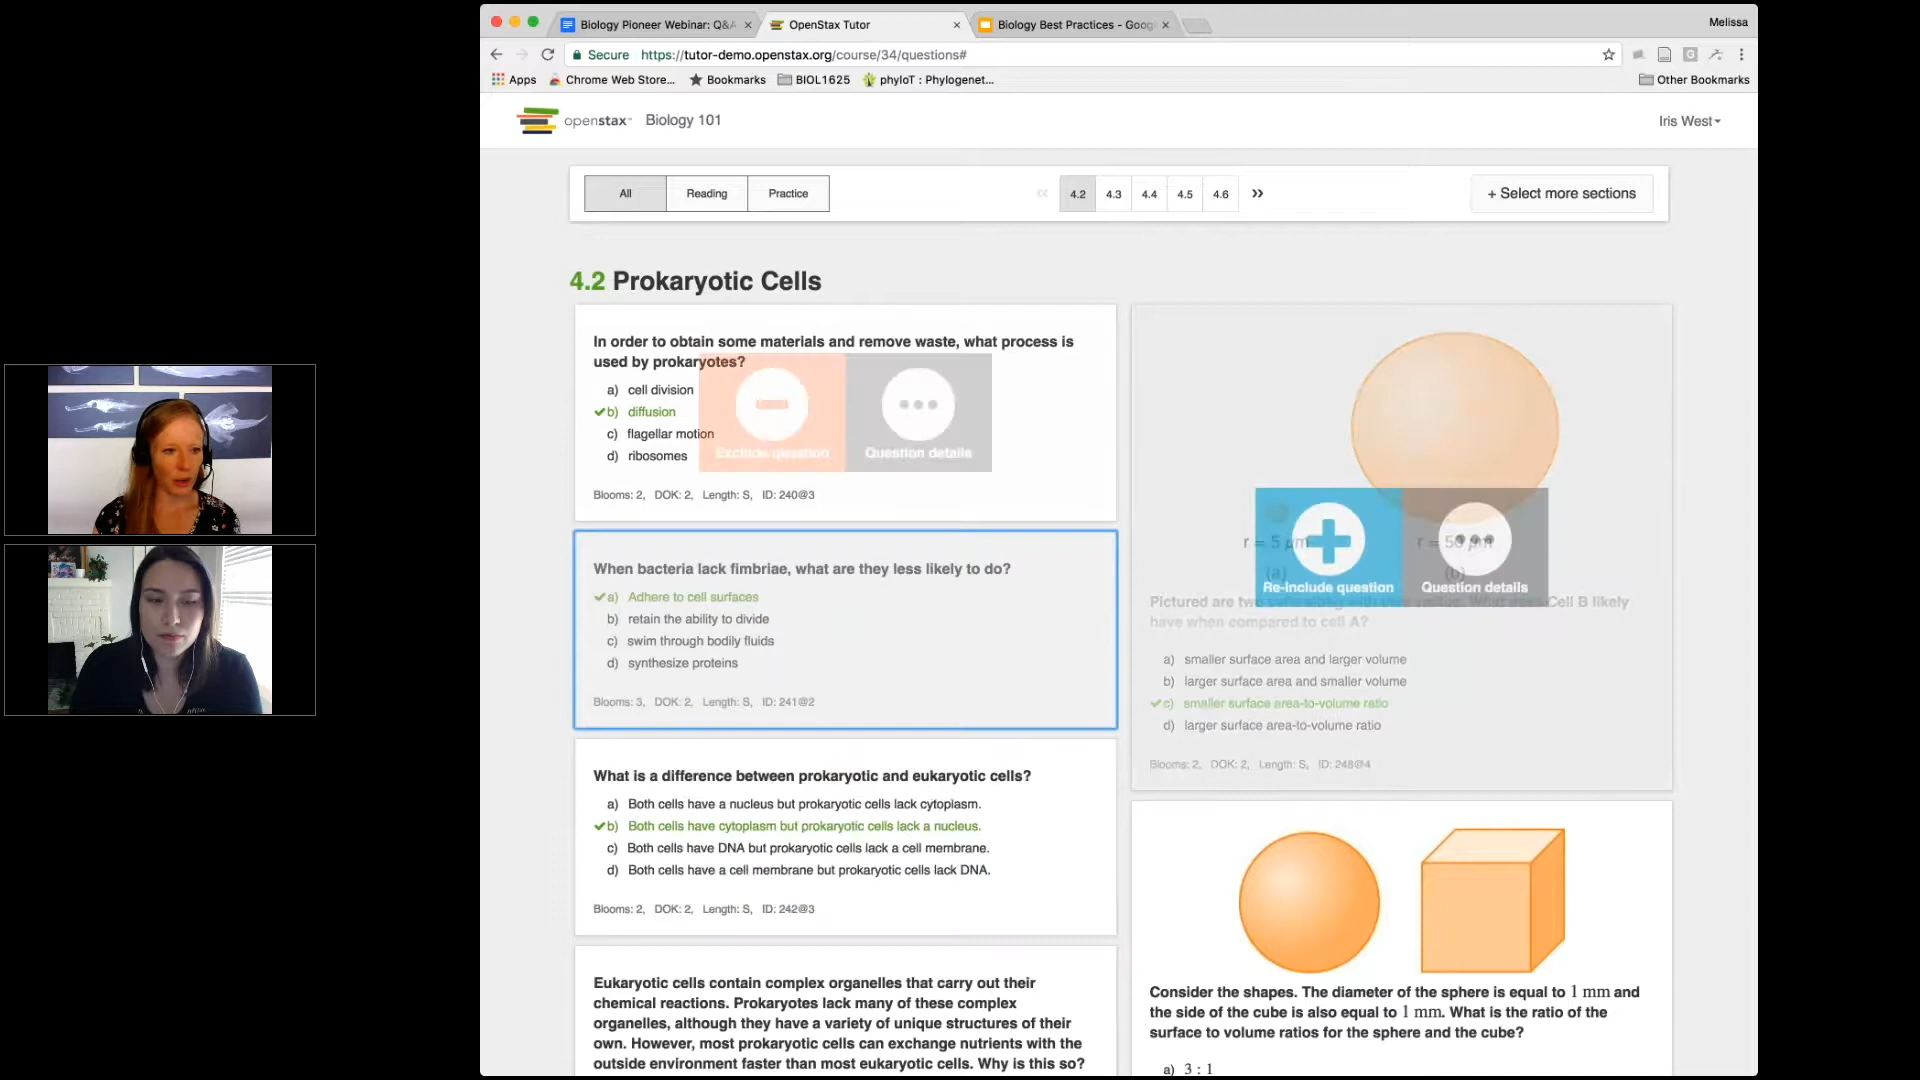 Biology Pioneer Webinar: Q&A
OpenStax Tutor
Biology Best Practices - Goog
Melissa
Secure
https://tutor-demo.openstax.org/course/34/questions#
Apps
Chrome Web Store...
Bookmarks
BIOL1625
phyloT : Phylogenet...
Other Bookmarks
openstax
Biology 101
Iris West
All
Reading
Practice
«
4.2
4.3
4.4
4.5
4.6
»
+ Select more sections
4.2 Prokaryotic Cells
In order to obtain some materials and remove waste, what process is
used by prokaryotes?
a) cell division
b) diffusion
c) flagellar motion
d) ribosomes
Exclude question
Question details
Blooms: 2, DOK: 2, Length: S, ID: 240@3
When bacteria lack fimbriae, what are they less likely to do?
a) Adhere to cell surfaces
b) retain the ability to divide
c) swim through bodily fluids
d) synthesize proteins
Blooms: 3, DOK: 2, Length: S, ID: 241@2
What is a difference between prokaryotic and eukaryotic cells?
a) Both cells have a nucleus but prokaryotic cells lack cytoplasm.
b) Both cells have cytoplasm but prokaryotic cells lack a nucleus.
c) Both cells have DNA but prokaryotic cells lack a cell membrane.
d) Both cells have a cell membrane but prokaryotic cells lack DNA.
Blooms: 2, DOK: 2, Length: S, ID: 242@3
Eukaryotic cells contain complex organelles that carry out their
chemical reactions. Prokaryotes lack many of these complex
organelles, although they have a variety of unique structures of their
own. However, most prokaryotic cells can exchange nutrients with the
outside environment faster than most eukaryotic cells. Why is this so?
r = 5 μm
r = 50 μm
(a)
(b)
Re-Include question
Question details
Pictured are two Cell B likely
have when compared to cell A?
a) smaller surface area and larger volume
b) larger surface area and smaller volume
c) smaller surface area-to-volume ratio
d) larger surface area-to-volume ratio
Blooms: 2, DOK: 2, Length: S, ID: 248@4
Consider the shapes. The diameter of the sphere is equal to 1 mm and
the side of the cube is also equal to 1 mm. What is the ratio of the
surface to volume ratios for the sphere and the cube?
a) 3 : 1